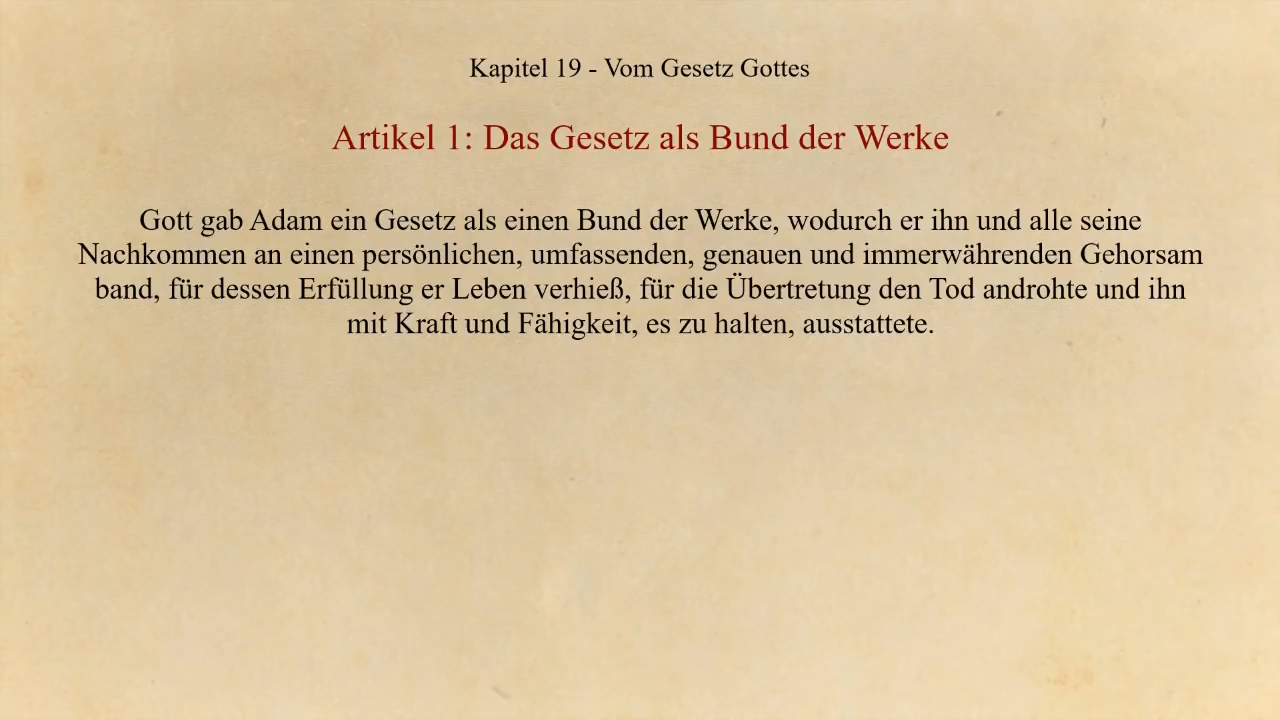 Kapitel 19 - Vom Gesetz Gottes
Artikel 1: Das Gesetz als Bund der Werke
Gott gab Adam ein Gesetz als einen Bund der Werke, wodurch er ihn und alle seine
Nachkommen an einen persönlichen, umfassenden, genauen und immerwährenden Gehorsam
band, für dessen Erfüllung er Leben verhieß, für die Übertretung den Tod androhte und ihn
mit Kraft und Fähigkeit, es zu halten, ausstattete.